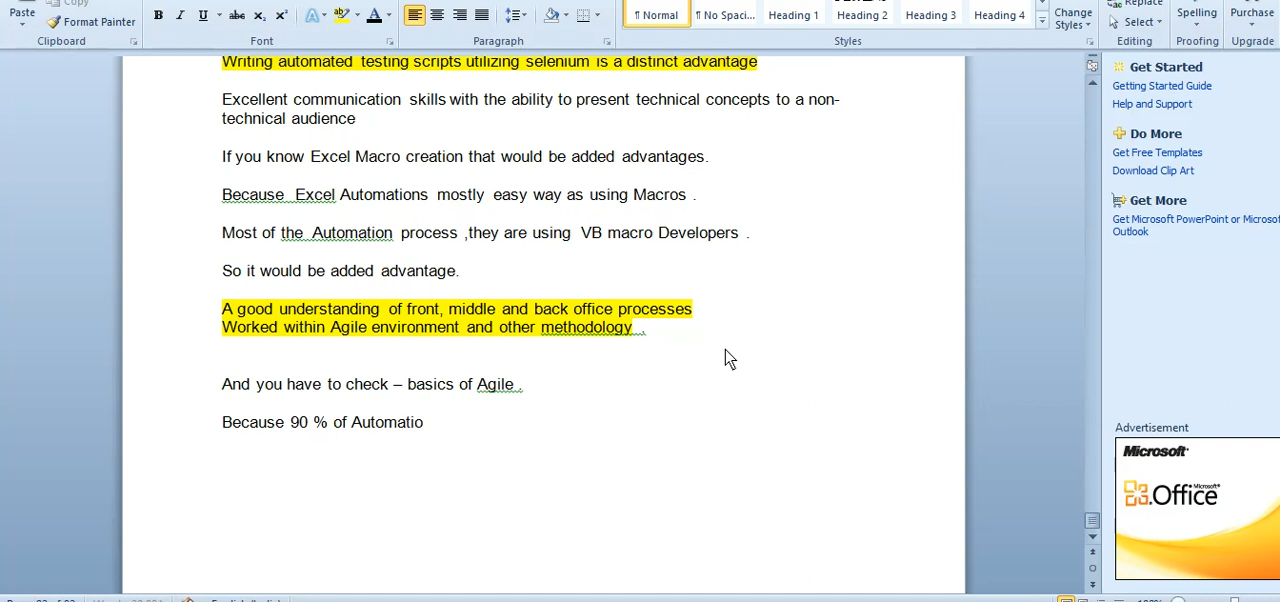 Paste
Copy
Format Painter
Clipboard
B I U abc x₂ x² A A
Font
Paragraph
¶ Normal
¶ No Spaci...
Heading 1
Heading 2
Heading 3
Heading 4
Change
Styles
Styles
Replace
Select
Editing
Spelling
Proofing
Purchase
Upgrade
Writing automated testing scripts utilizing selenium is a distinct advantage
Excellent communication skills with the ability to present technical concepts to a non-
technical audience
If you know Excel Macro creation that would be added advantages.
Because Excel Automations mostly easy way as using Macros .
Most of the Automation process ,they are using VB macro Developers .
So it would be added advantage.
A good understanding of front, middle and back office processes
Worked within Agile environment and other methodology .
And you have to check – basics of Agile .
Because 90 % of Automatio
Get Started
Getting Started Guide
Help and Support
Do More
Get Free Templates
Download Clip Art
Get More
Get Microsoft PowerPoint or Microsof
Outlook
Advertisement
Microsoft
Microsoft
Office